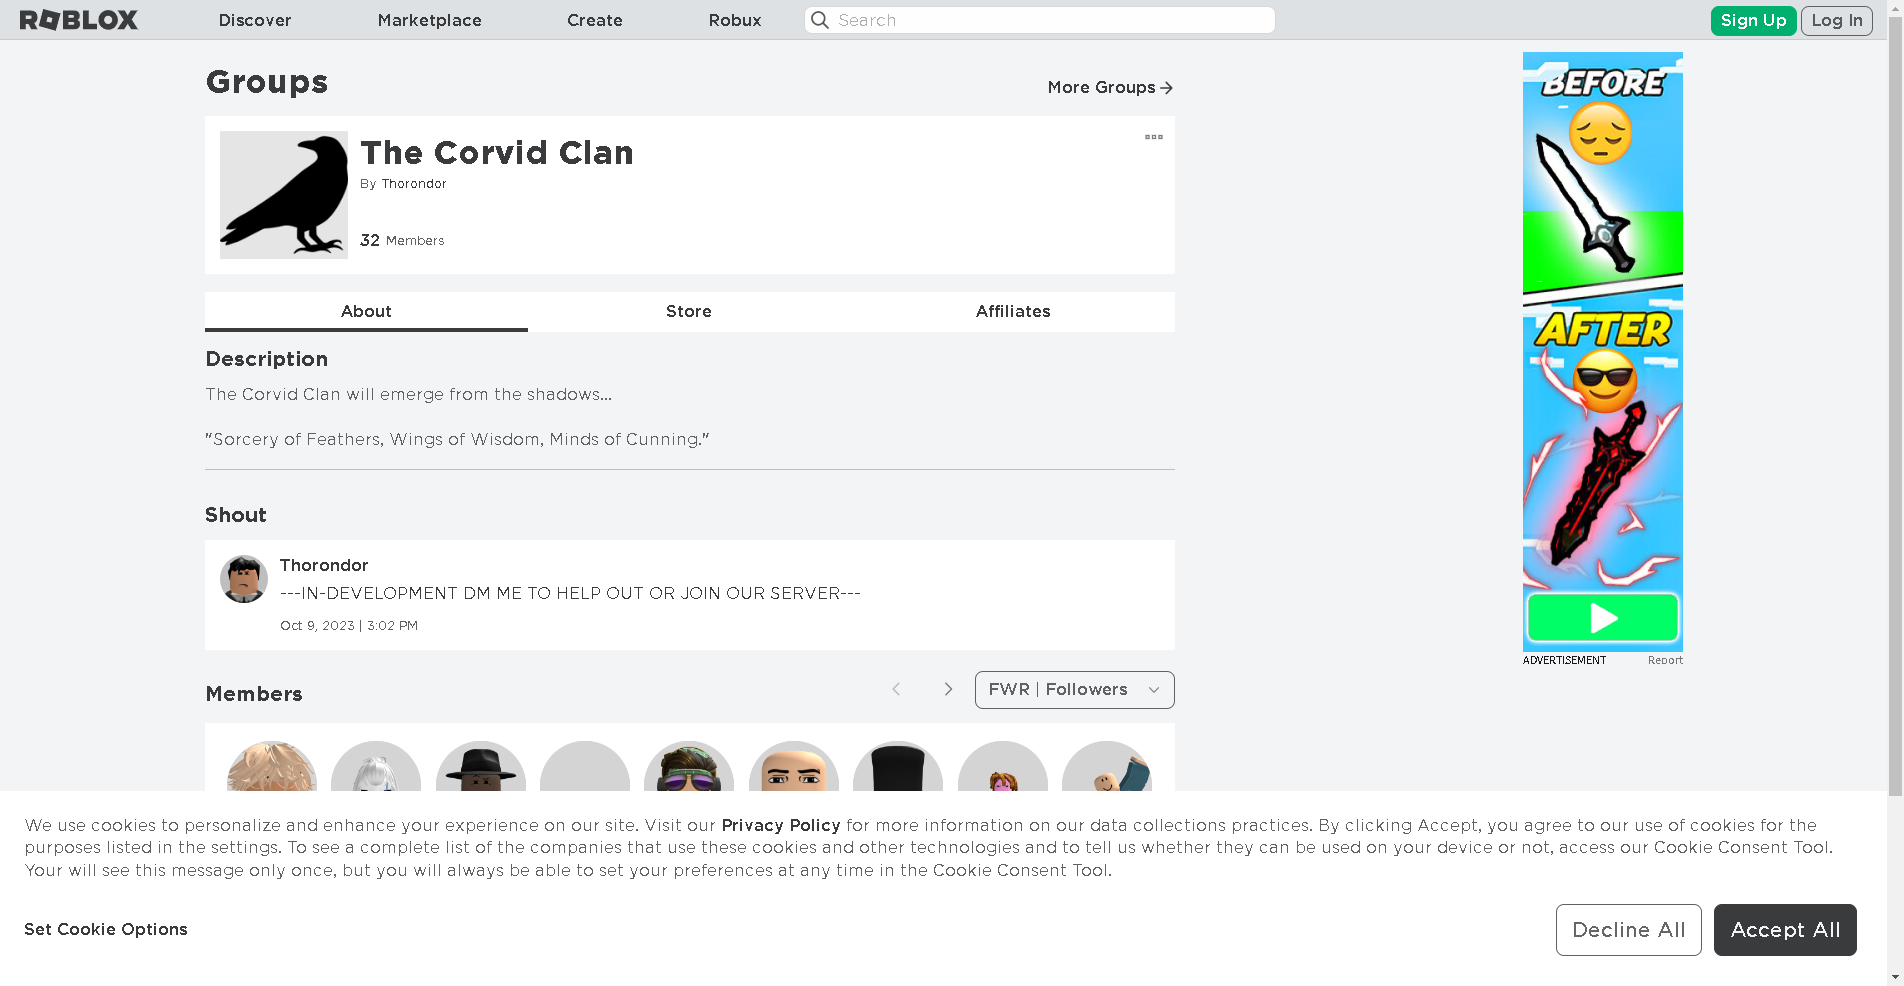 ROBLOX
Discover
Marketplace
Create
Robux
Search
Sign Up
Log In
Groups
More Groups
The Corvid Clan
By Thorondor
32 Members
About
Store
Affiliates
Description
The Corvid Clan will emerge from the shadows...
"Sorcery of Feathers, Wings of Wisdom, Minds of Cunning."
Shout
Thorondor
---IN-DEVELOPMENT DM ME TO HELP OUT OR JOIN OUR SERVER---
Oct 9, 2023 | 3:02 PM
Members
FWR | Followers
BEFORE
AFTER
ADVERTISEMENT
Report
We use cookies to personalize and enhance your experience on our site. Visit our Privacy Policy for more information on our data collections practices. By clicking Accept, you agree to our use of cookies for the
purposes listed in the settings. To see a complete list of the companies that use these cookies and other technologies and to tell us whether they can be used on your device or not, access our Cookie Consent Tool.
Your will see this message only once, but you will always be able to set your preferences at any time in the Cookie Consent Tool.
Set Cookie Options
Decline All
Accept All